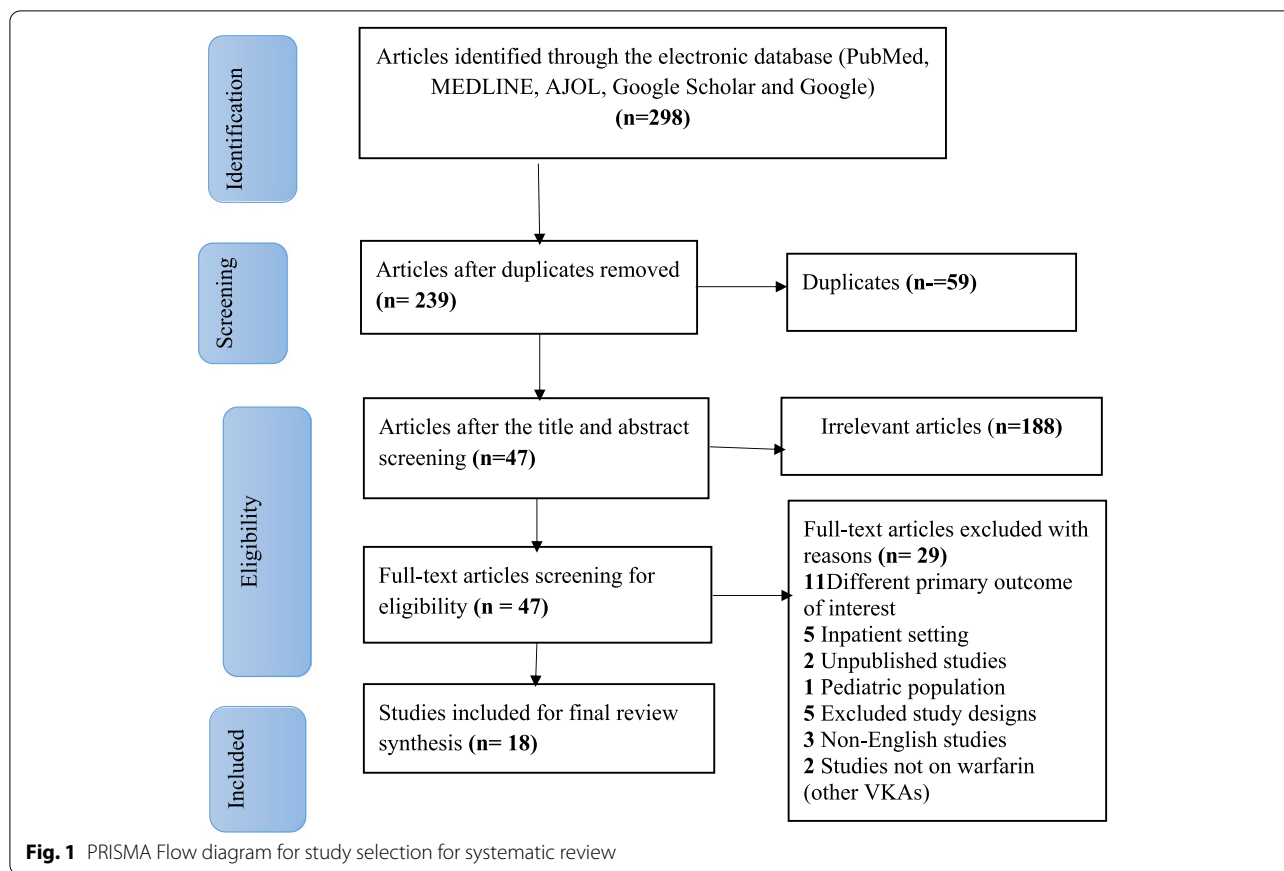 Identification
Articles identified through the electronic database (PubMed,
MEDLINE, AJOL, Google Scholar and Google)
(n=298)
Screening
Articles after duplicates removed
(n= 239)
Duplicates (n-=59)
Eligibility
Articles after the title and abstract
screening (n=47)
Irrelevant articles (n=188)
Full-text articles screening for
eligibility (n = 47)
Full-text articles excluded with
reasons (n= 29)
11Different primary outcome
of interest
5 Inpatient setting
2 Unpublished studies
1 Pediatric population
5 Excluded study designs
3 Non-English studies
2 Studies not on warfarin
(other VKAs)
Included
Studies included for final review
synthesis (n= 18)
Fig. 1 PRISMA Flow diagram for study selection for systematic review